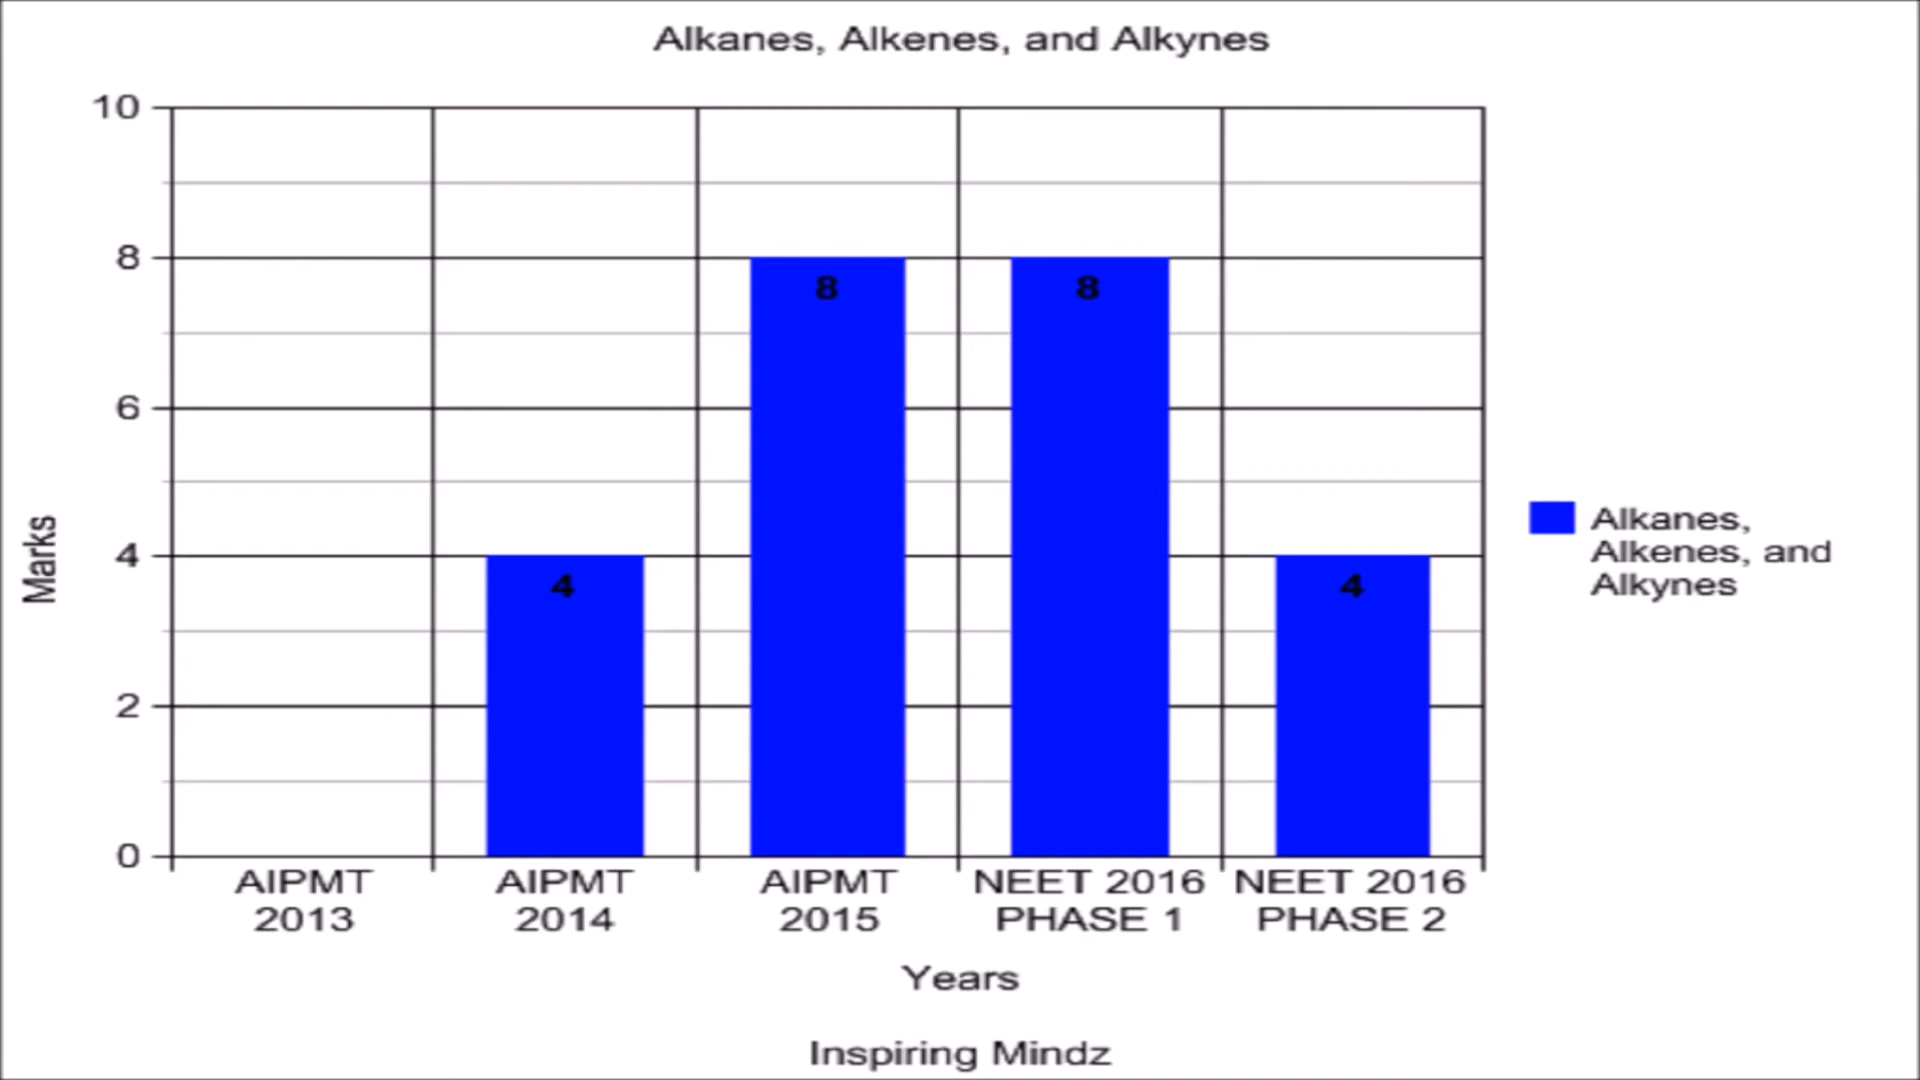 Alkanes, Alkenes, and Alkynes
10
8
6
4
2
0
Marks
8
8
4
4
Alkanes,
Alkenes, and
Alkynes
AIPMT
2013
AIPMT
2014
AIPMT
2015
NEET 2016
PHASE 1
NEET 2016
PHASE 2
Years
Inspiring Mindz